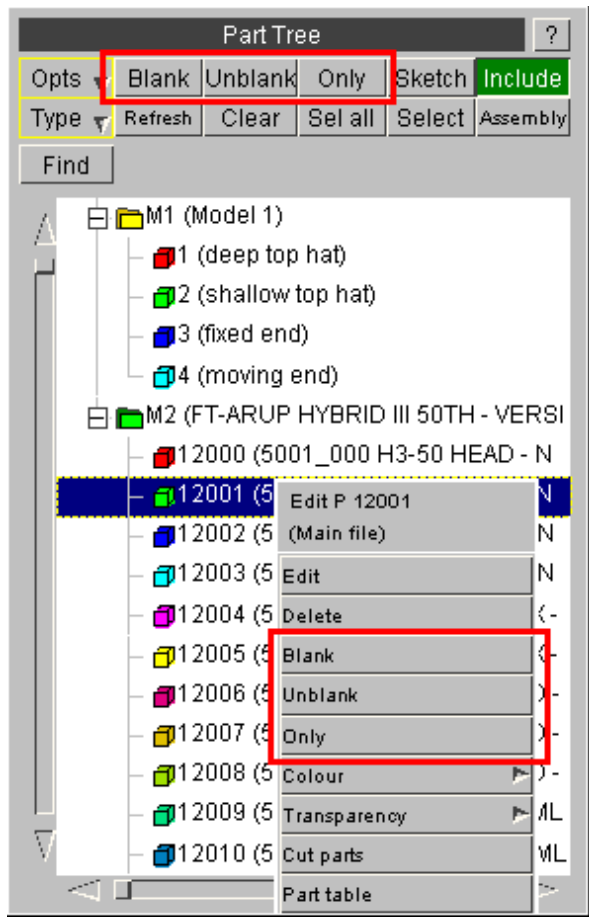 Part Tree ?
Opts Blank Unblank Only Sketch Include
Type Refresh Clear Sel all Select Assembly
Find
M1 (Model 1)
1 (deep top hat)
2 (shallow top hat)
3 (fixed end)
4 (moving end)
M2 (FT-ARUP HYBRID III 50TH - VERSI
12000 (5001_000 H3-50 HEAD - N
12001 (5 N
12002 (5 N
12003 (5 N
12004 (5
12005 (5
12006 (5
12007 (5
12008 (5
12009 (5 ML
12010 (5 ML
Edit P 12001
(Main file)
Edit
Delete
Blank
Unblank
Only
Colour
Transparency
Cut parts
Part table